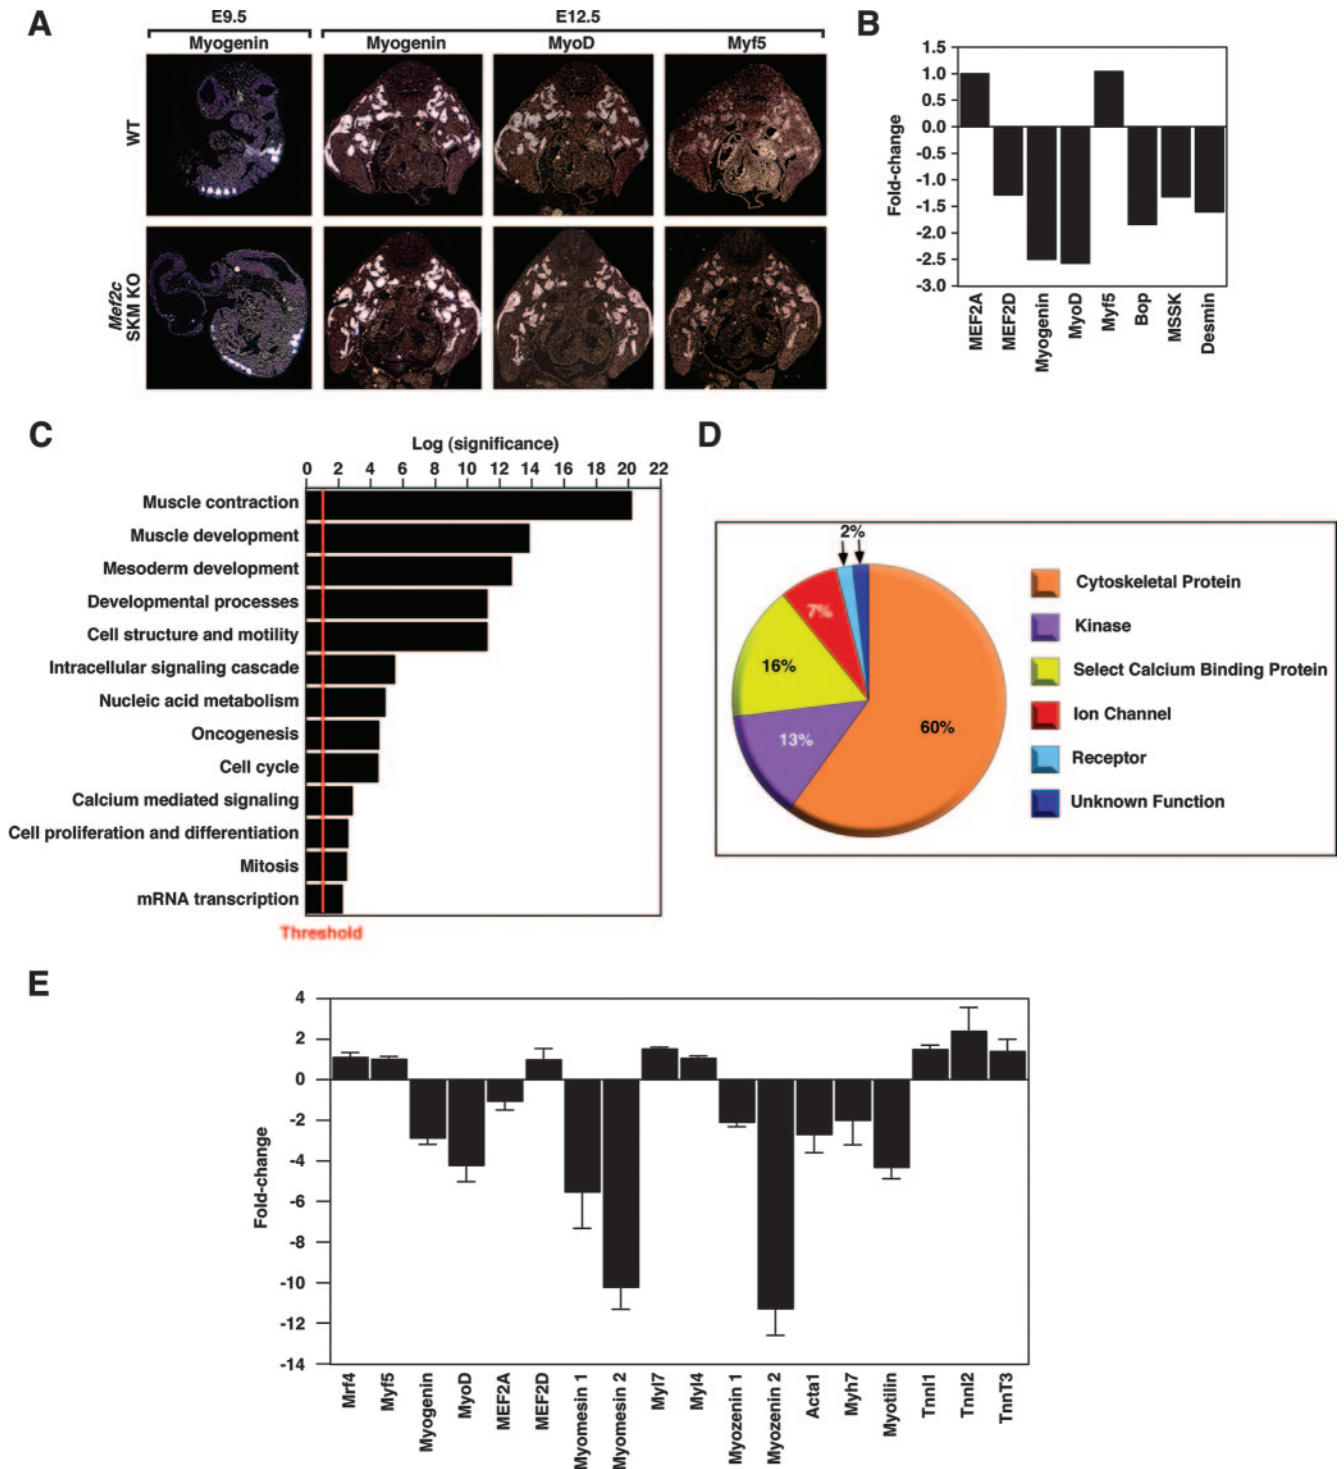 A
E9.5
E12.5
Myogenin
Myogenin
MyoD
Myf5
WT
Mef2c
SKM KO
B
Fold-change
1.5
1.0
0.5
0.0
-0.5
-1.0
-1.5
-2.0
-2.5
-3.0
MEF2A
MEF2D
Myogenin
MyoD
Myf5
Bop
MSSK
Desmin
C
Log (significance)
0 2 4 6 8 10 12 14 16 18 20 22
Muscle contraction
Muscle development
Mesoderm development
Developmental processes
Cell structure and motility
Intracellular signaling cascade
Nucleic acid metabolism
Oncogenesis
Cell cycle
Calcium mediated signaling
Cell proliferation and differentiation
Mitosis
mRNA transcription
Threshold
D
2%
7%
16%
13%
60%
Cytoskeletal Protein
Kinase
Select Calcium Binding Protein
Ion Channel
Receptor
Unknown Function
E
Fold-change
4
2
0
-2
-4
-6
-8
-10
-12
-14
Mrf4
Myf5
Myogenin
MyoD
MEF2A
MEF2D
Myomesin 1
Myomesin 2
Myl7
Myl4
Myozenin 1
Myozenin 2
Acta1
Myh7
Myotilin
TnnI1
TnnI2
TnnT3